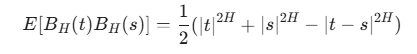 E[B_H(t)B_H(s)] = \frac{1}{2}(|t|^{2H} + |s|^{2H} − |t − s|^{2H})